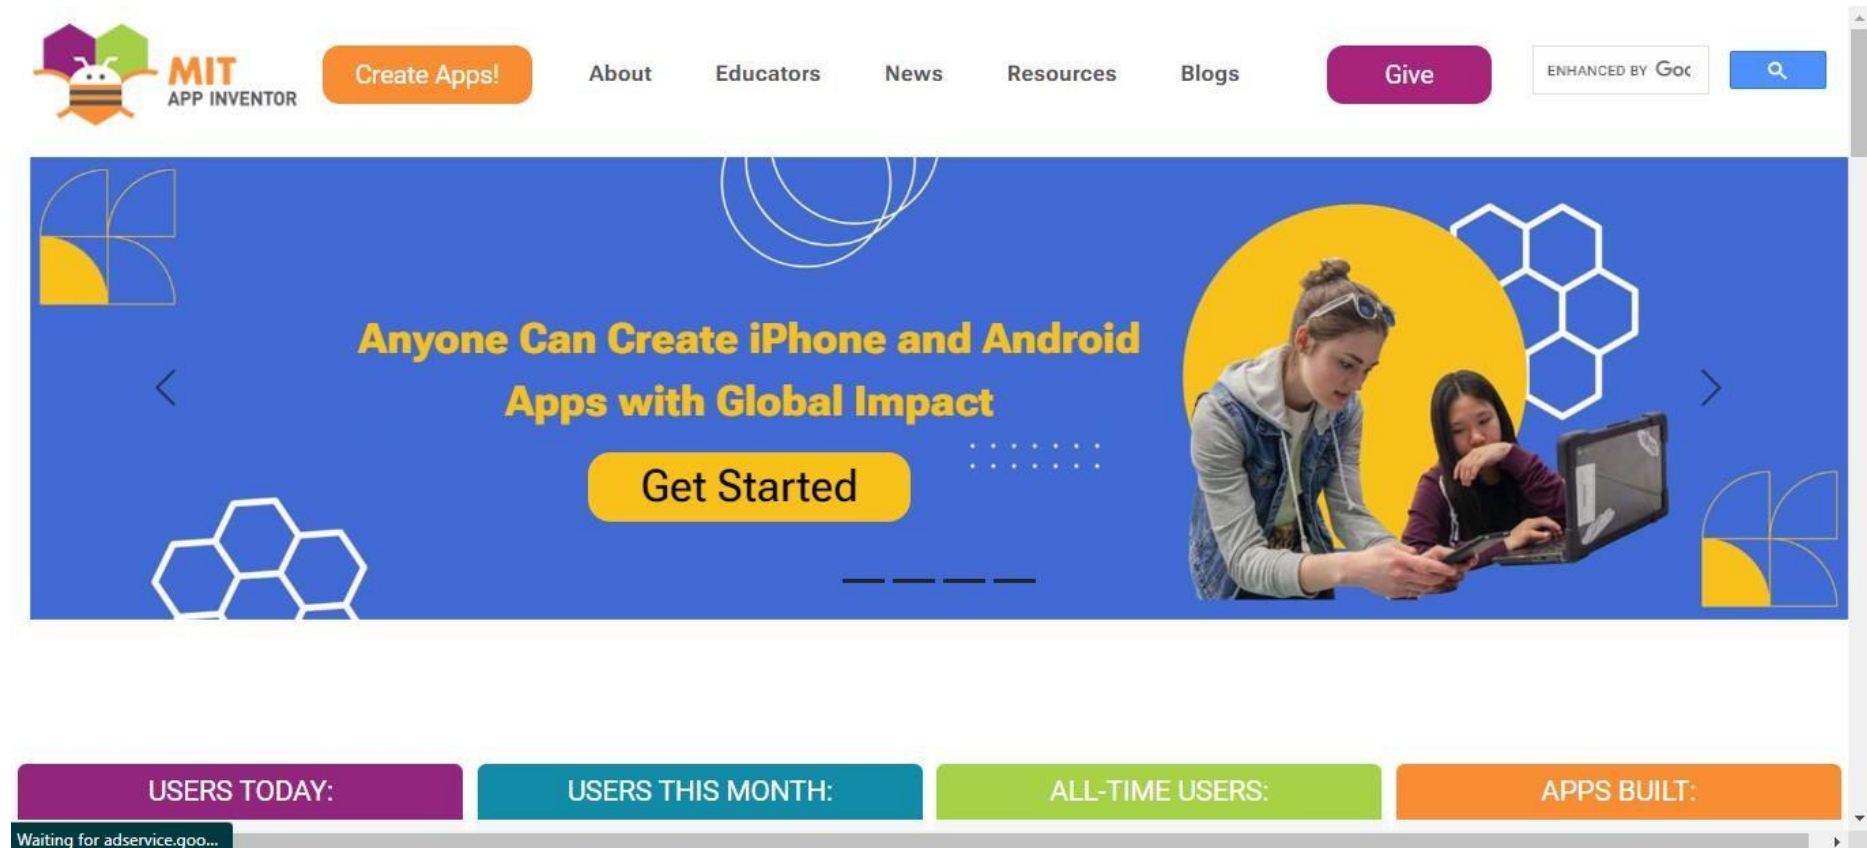 MIT
APP INVENTOR
Create Apps!
About
Educators
News
Resources
Blogs
Give
ENHANCED BY Goc
Anyone Can Create iPhone and Android
Apps with Global Impact
Get Started
USERS TODAY:
USERS THIS MONTH:
ALL-TIME USERS:
APPS BUILT:
Waiting for adservice.goo...